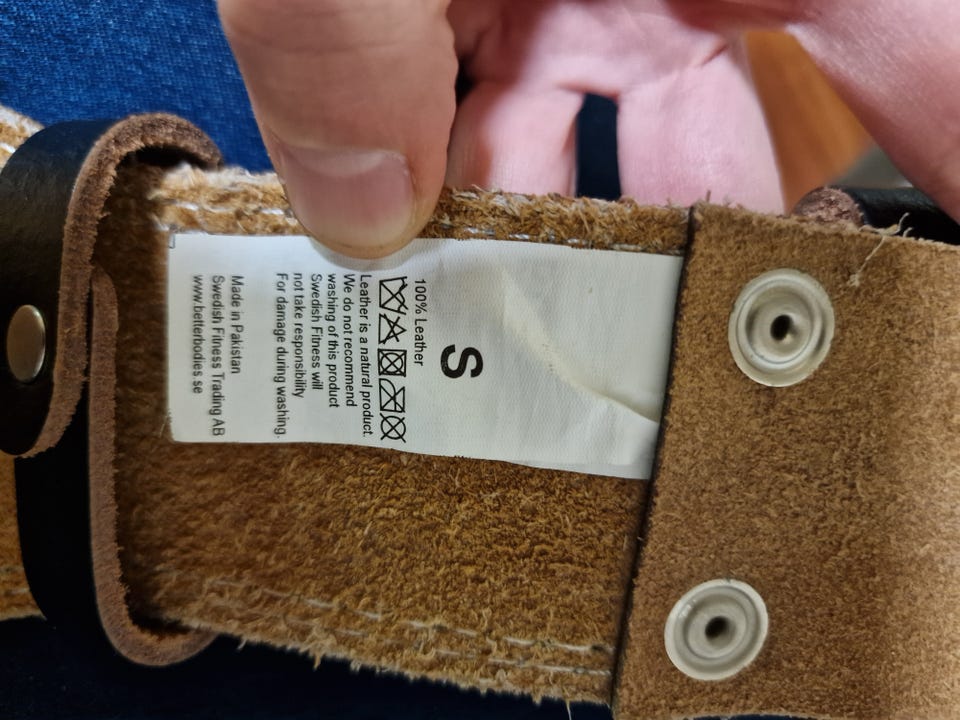 S
100% Leather
Leather is a natural product.
We do not recommend
washing of this product
Swedish Fitness will
not take responsibility
For damage during washing.
Made in Pakistan
Swedish Fitness Trading AB
www.betterbodies se